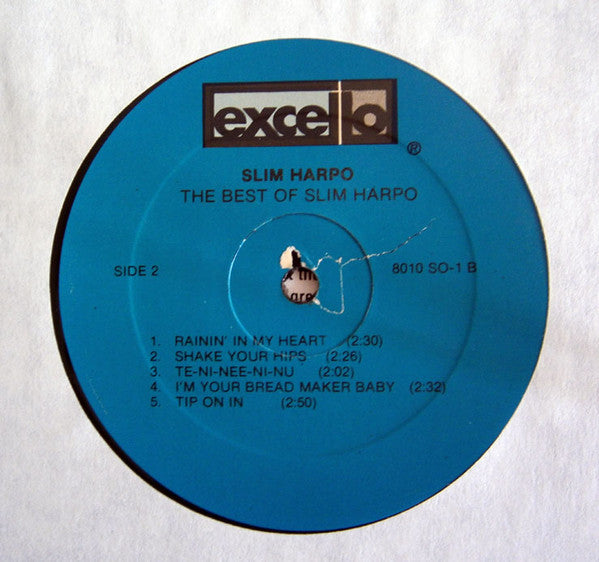 excello
®
SLIM HARPO
THE BEST OF SLIM HARPO
SIDE 2
8010 SO-1 B
1. RAININ' IN MY HEART (2:30)
2. SHAKE YOUR HIPS (2:26)
3. TE-NI-NEE-NI-NU (2:02)
4. I'M YOUR BREAD MAKER BABY (2:32)
5. TIP ON IN (2:50)